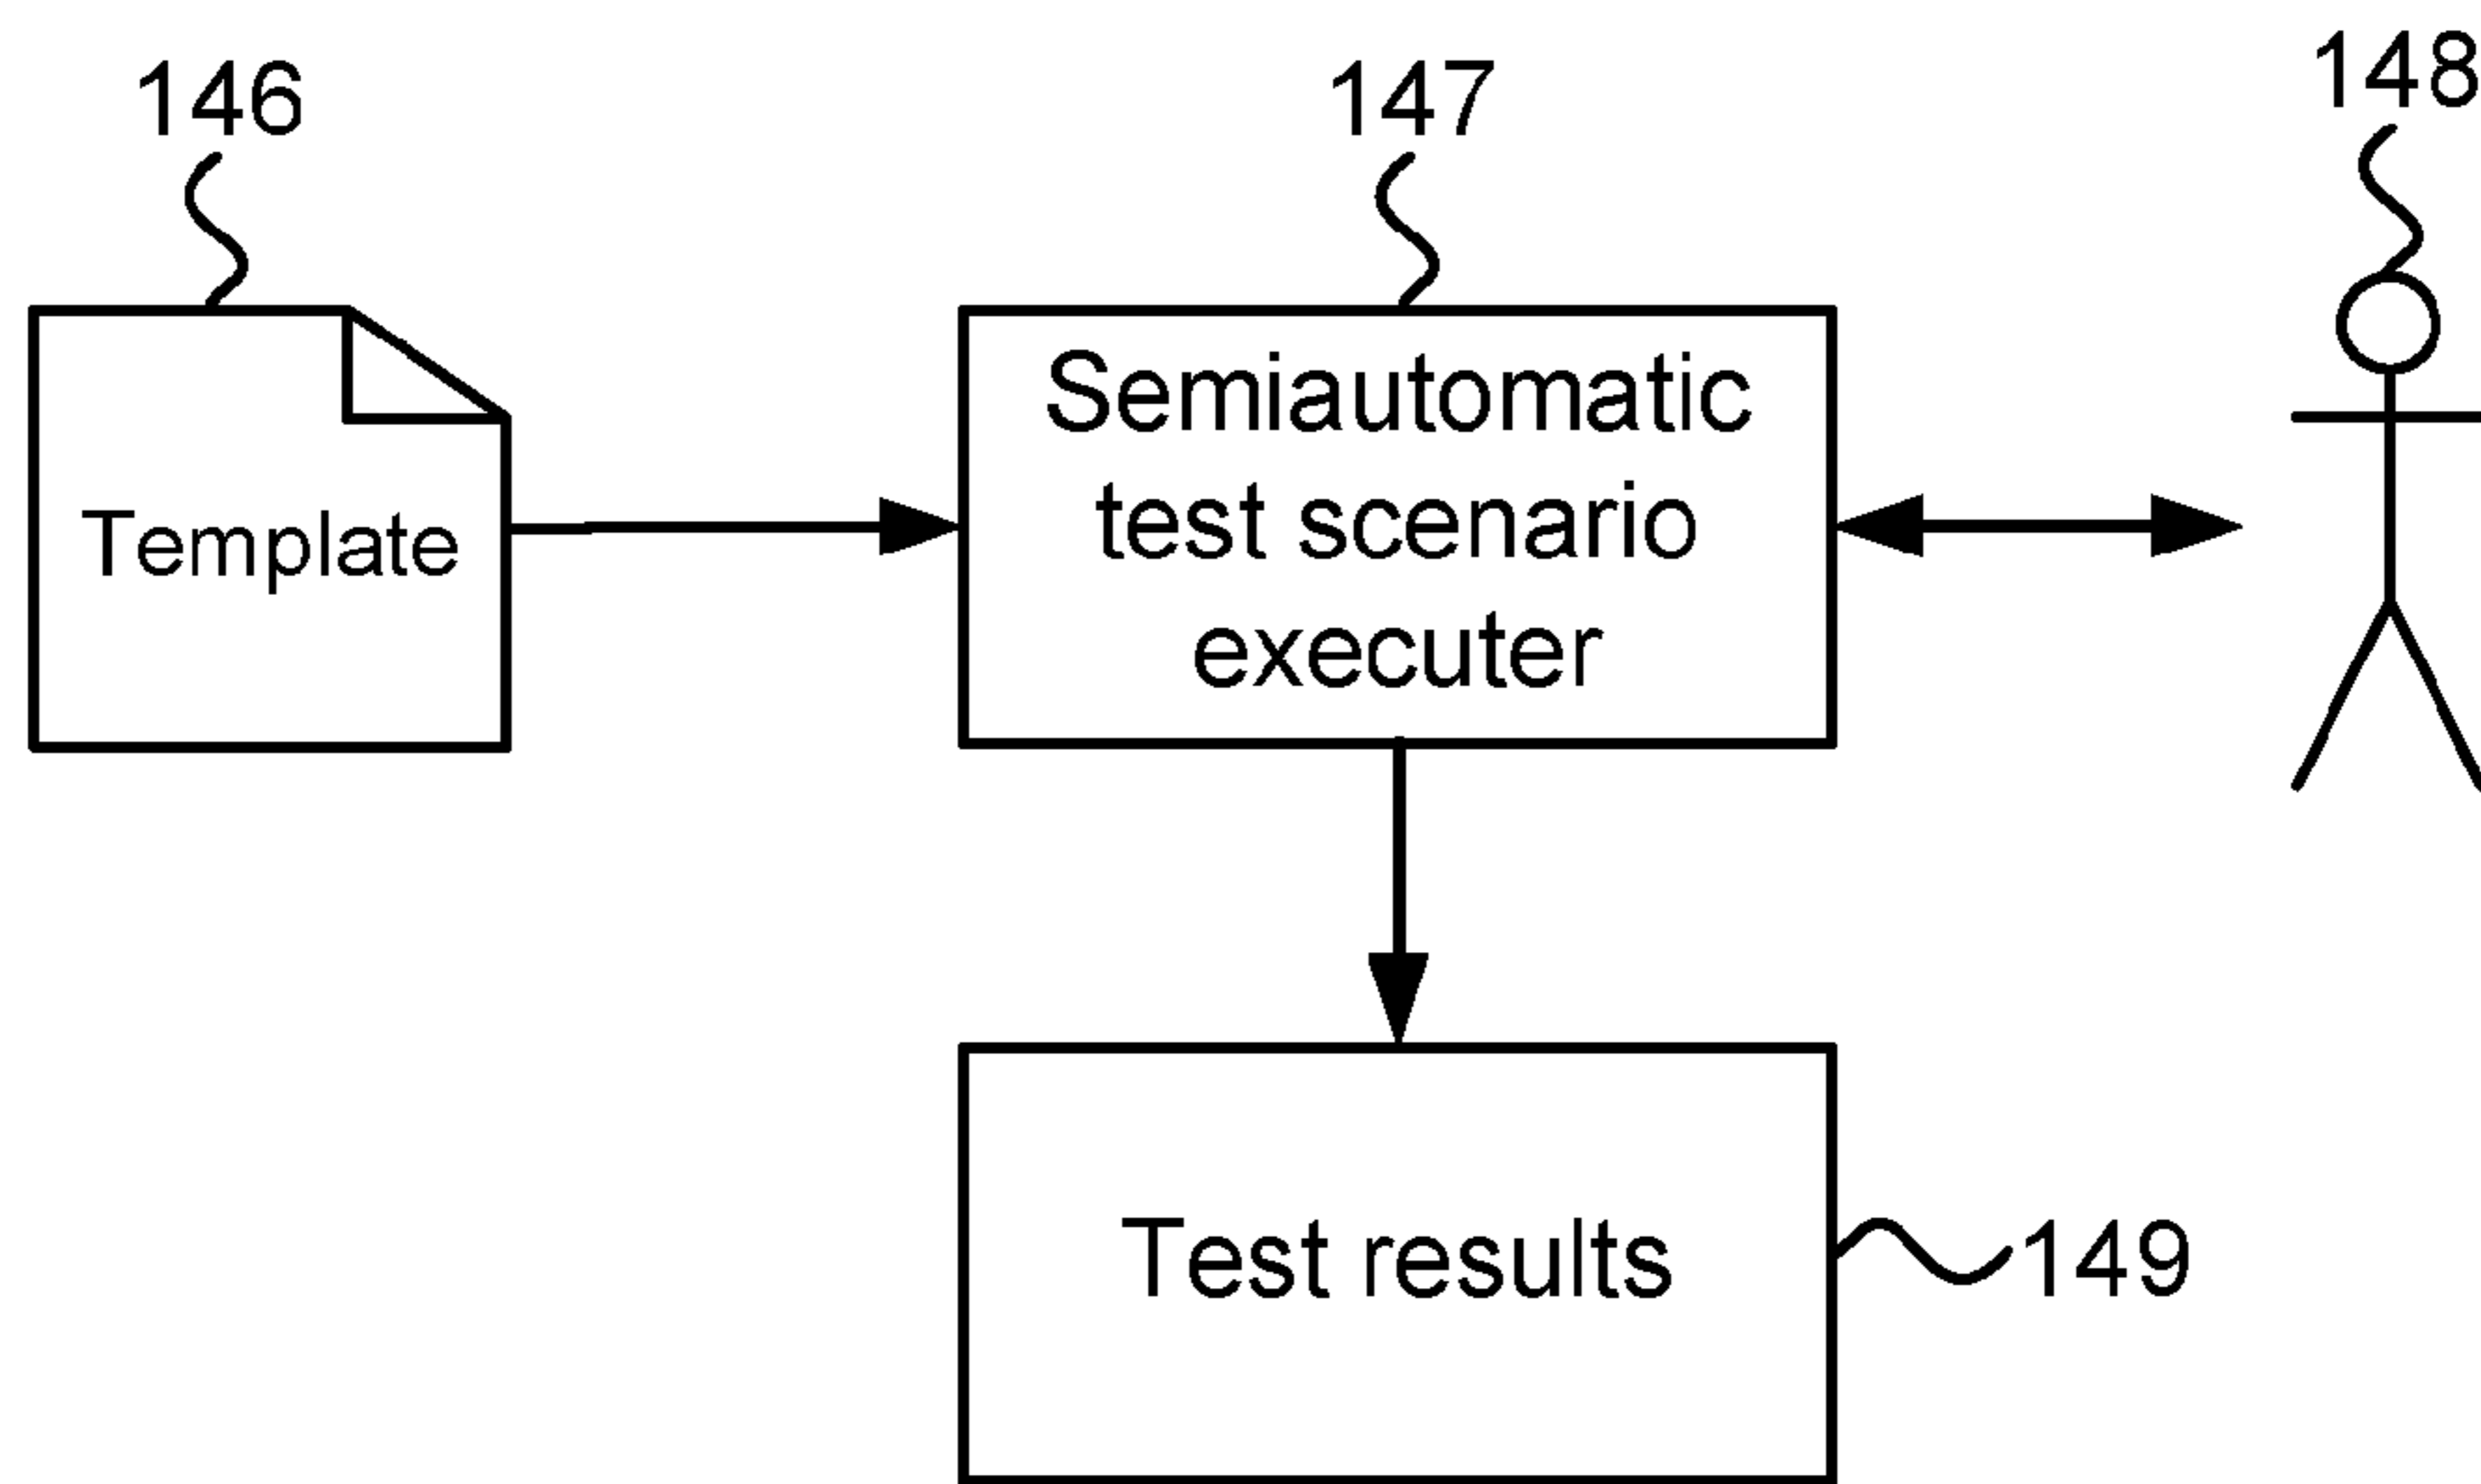 146
147
148
Template
Semiautomatic
test scenario
executer
Test results
149